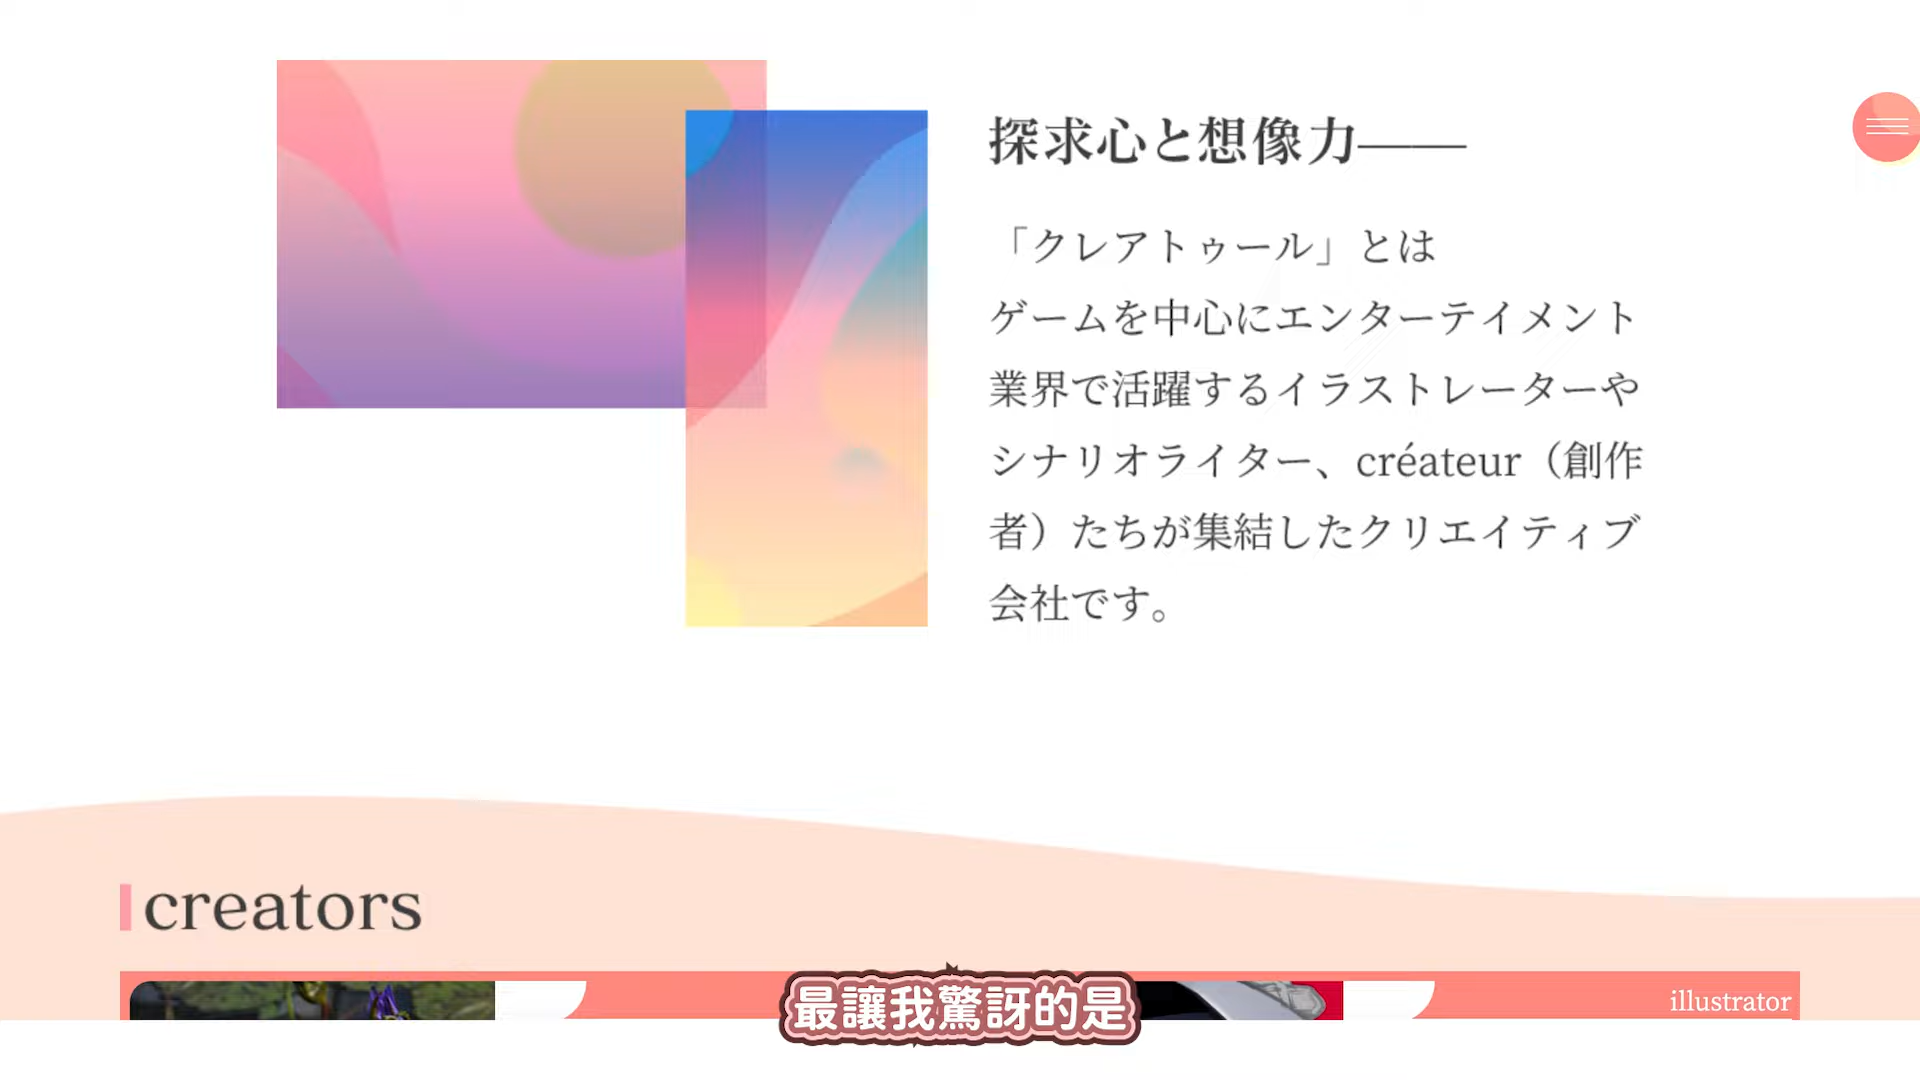 探求心と想像力――
「クレアトゥール」とは
ゲームを中心にエンターテイメント
業界で活躍するイラストレーターや
シナリオライター、créateur（創作
者）たちが集結したクリエイティブ
会社です。
creators
illustrator
最讓我驚訝的是